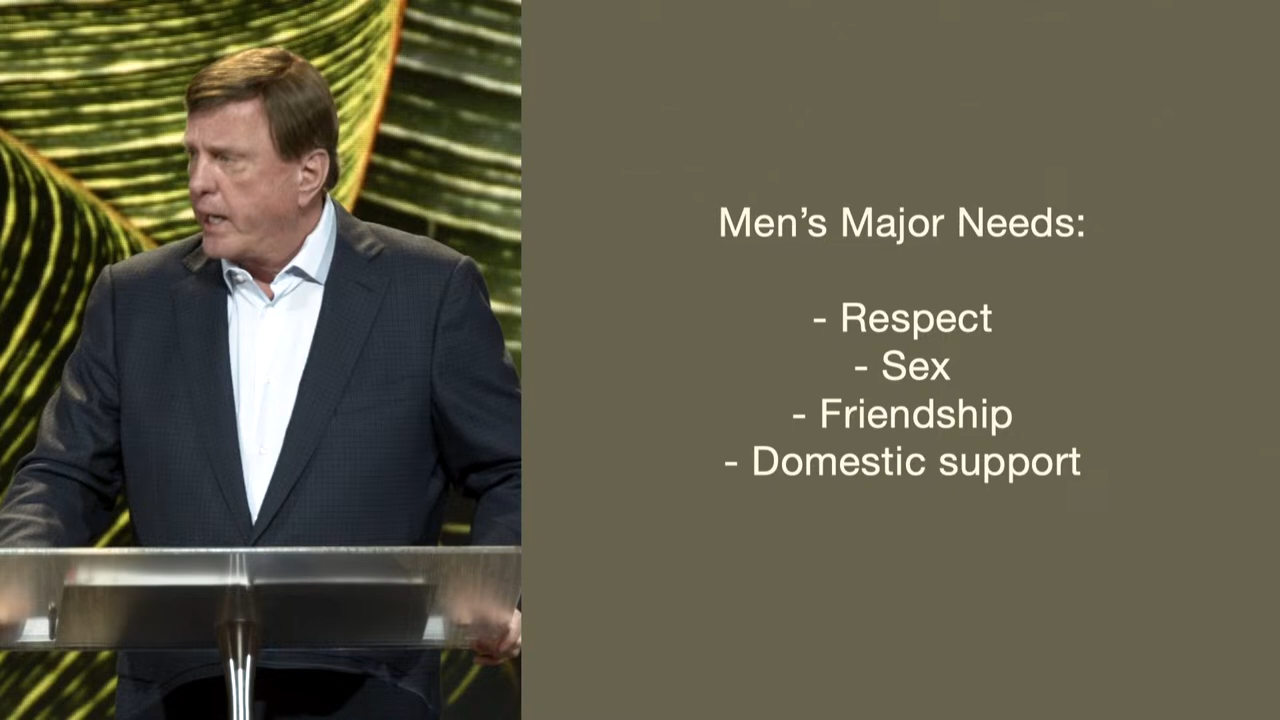 Men's Major Needs:
- Respect
- Sex
- Friendship
- Domestic support